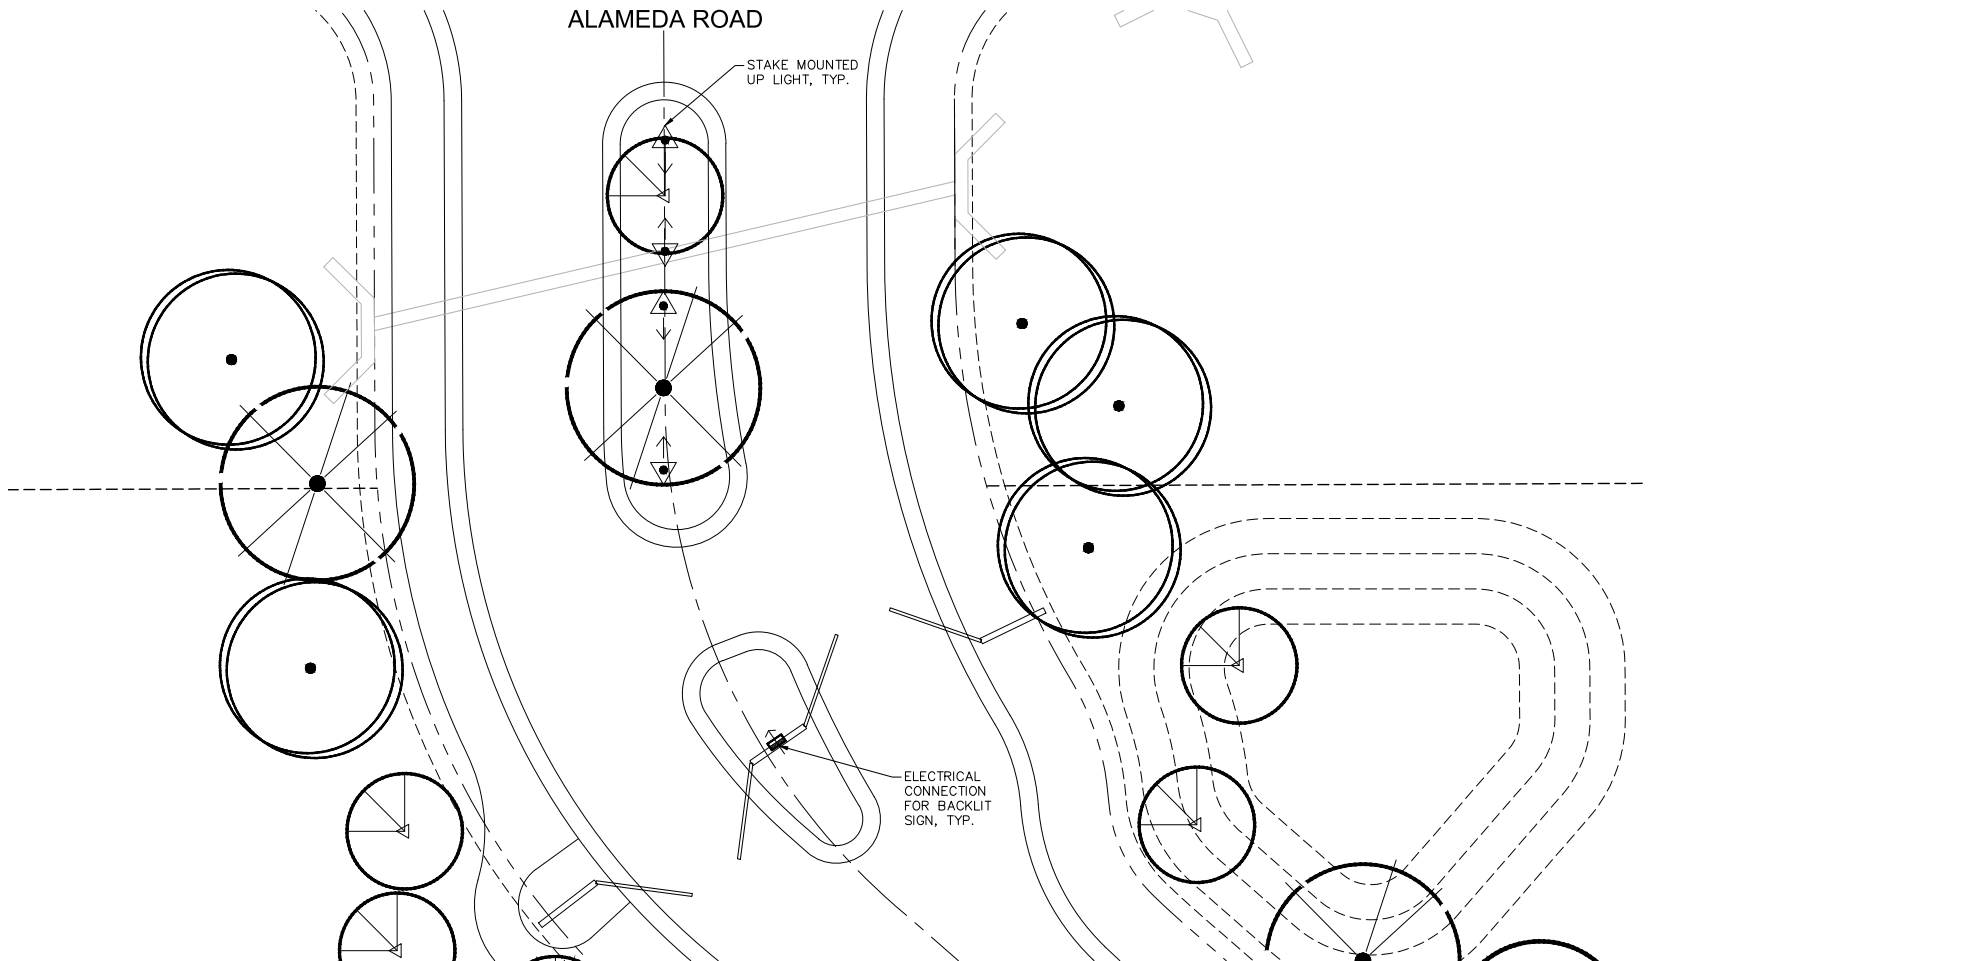 ALAMEDA ROAD
STAKE MOUNTED
UP LIGHT, TYP.
ELECTRICAL
CONNECTION
FOR BACKLIT
SIGN, TYP.